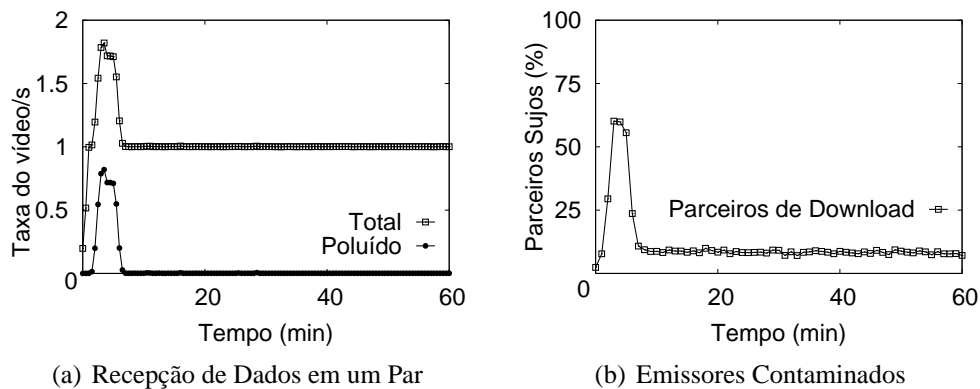 Taxa do vídeo/s
2
1.5
1
0.5
0
0
20
40
60
Total
Poluído
Tempo (min)
(a) Recepção de Dados em um Par
Parceiros Sujos (%)
100
75
50
25
0
0
20
40
60
Parceiros de Download
Tempo (min)
(b) Emissores Contaminados